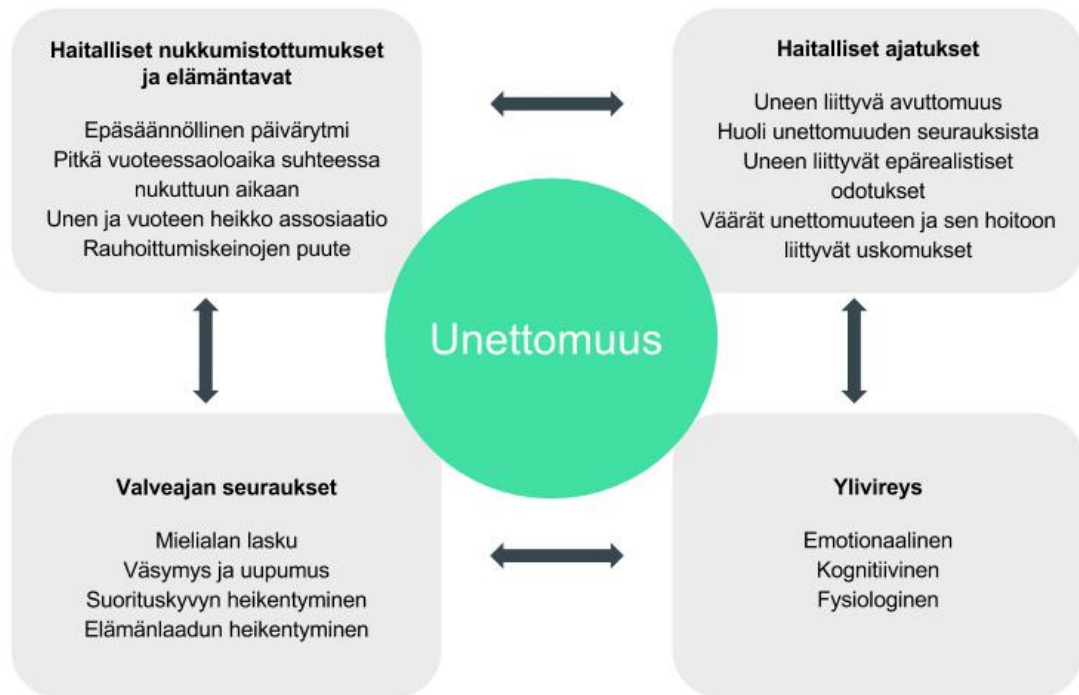 Haitalliset nukkumistottumukset
ja elämäntavat
Epäsäännöllinen päivärytmi
Pitkä vuoteessaoloaika suhteessa
nukuttuun aikaan
Unen ja vuoteen heikko assosiaatio
Rauhoittumiskeinojen puute
Haitalliset ajatukset
Uneen liittyvä avuttomuus
Huoli unettomuuden seurauksista
Uneen liittyvät epärealistiset
odotukset
Väärät unettomuuteen ja sen hoitoon
liittyvät uskomukset
Unettomuus
Valveajan seuraukset
Mielialan lasku
Väsymys ja uupumus
Suorituskyvyn heikentyminen
Elämänlaadun heikentyminen
Ylivireys
Emotionaalinen
Kognitiivinen
Fysiologinen